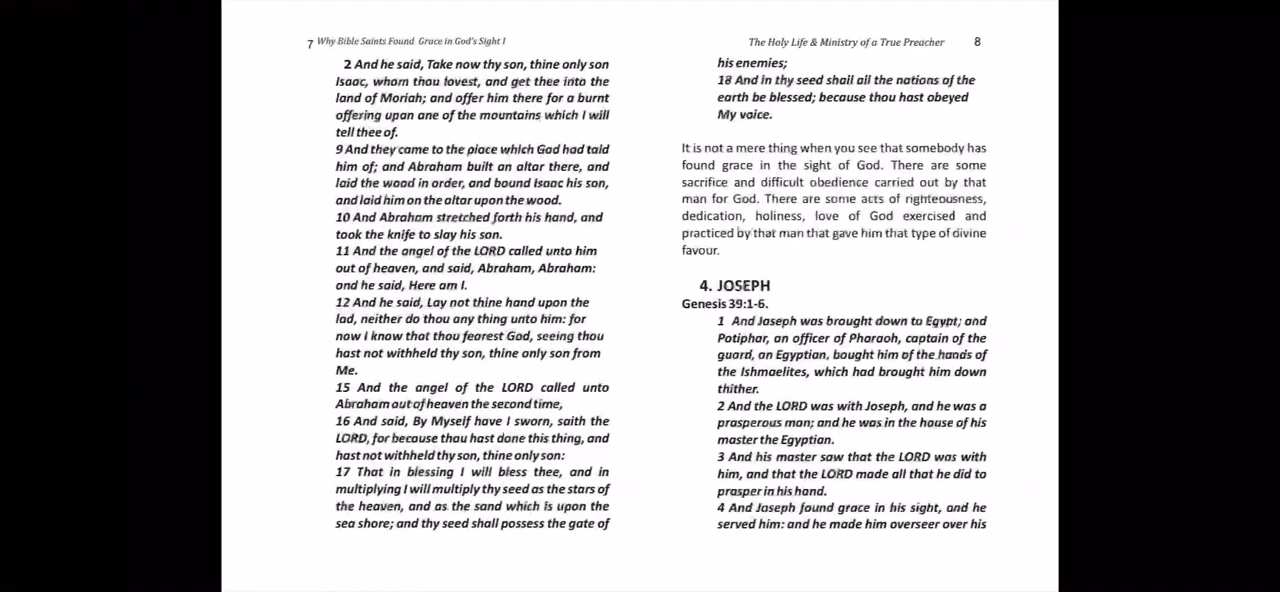 7 Why Bible Saints Found Grace in God's Sight I
2 And he said, Take now thy son, thine only son
Isaac, whom thou lovest, and get thee into the
land of Moriah; and offer him there for a burnt
offering upon one of the mountains which I will
tell thee of.
9 And they came to the place which God had told
him of; and Abraham built an altar there, and
laid the wood in order, and bound Isaac his son,
and laid him on the altar upon the wood.
10 And Abraham stretched forth his hand, and
took the knife to slay his son.
11 And the angel of the LORD called unto him
out of heaven, and said, Abraham, Abraham:
and he said, Here am I.
12 And he said, Lay not thine hand upon the
lad, neither do thou any thing unto him: for
now I know that thou fearest God, seeing thou
hast not withheld thy son, thine only son from
Me.
15 And the angel of the LORD called unto
Abraham out of heaven the second time,
16 And said, By Myself have I sworn, saith the
LORD, for because thou hast done this thing, and
hast not withheld thy son, thine only son:
17 That in blessing I will bless thee, and in
multiplying I will multiply thy seed as the stars of
the heaven, and as the sand which is upon the
sea shore; and thy seed shall possess the gate of
The Holy Life & Ministry of a True Preacher 8
his enemies;
18 And in thy seed shall all the nations of the
earth be blessed; because thou hast obeyed
My voice.
It is not a mere thing when you see that somebody has
found grace in the sight of God. There are some
sacrifice and difficult obedience carried out by that
man for God. There are some acts of righteousness,
dedication, holiness, love of God exercised and
practiced by that man that gave him that type of divine
favour.
4. JOSEPH
Genesis 39:1-6.
1 And Joseph was brought down to Egypt; and
Potiphar, an officer of Pharaoh, captain of the
guard, an Egyptian, bought him of the hands of
the Ishmaelites, which had brought him down
thither.
2 And the LORD was with Joseph, and he was a
prosperous man; and he was in the house of his
master the Egyptian.
3 And his master saw that the LORD was with
him, and that the LORD made all that he did to
prosper in his hand.
4 And Joseph found grace in his sight, and he
served him: and he made him overseer over his